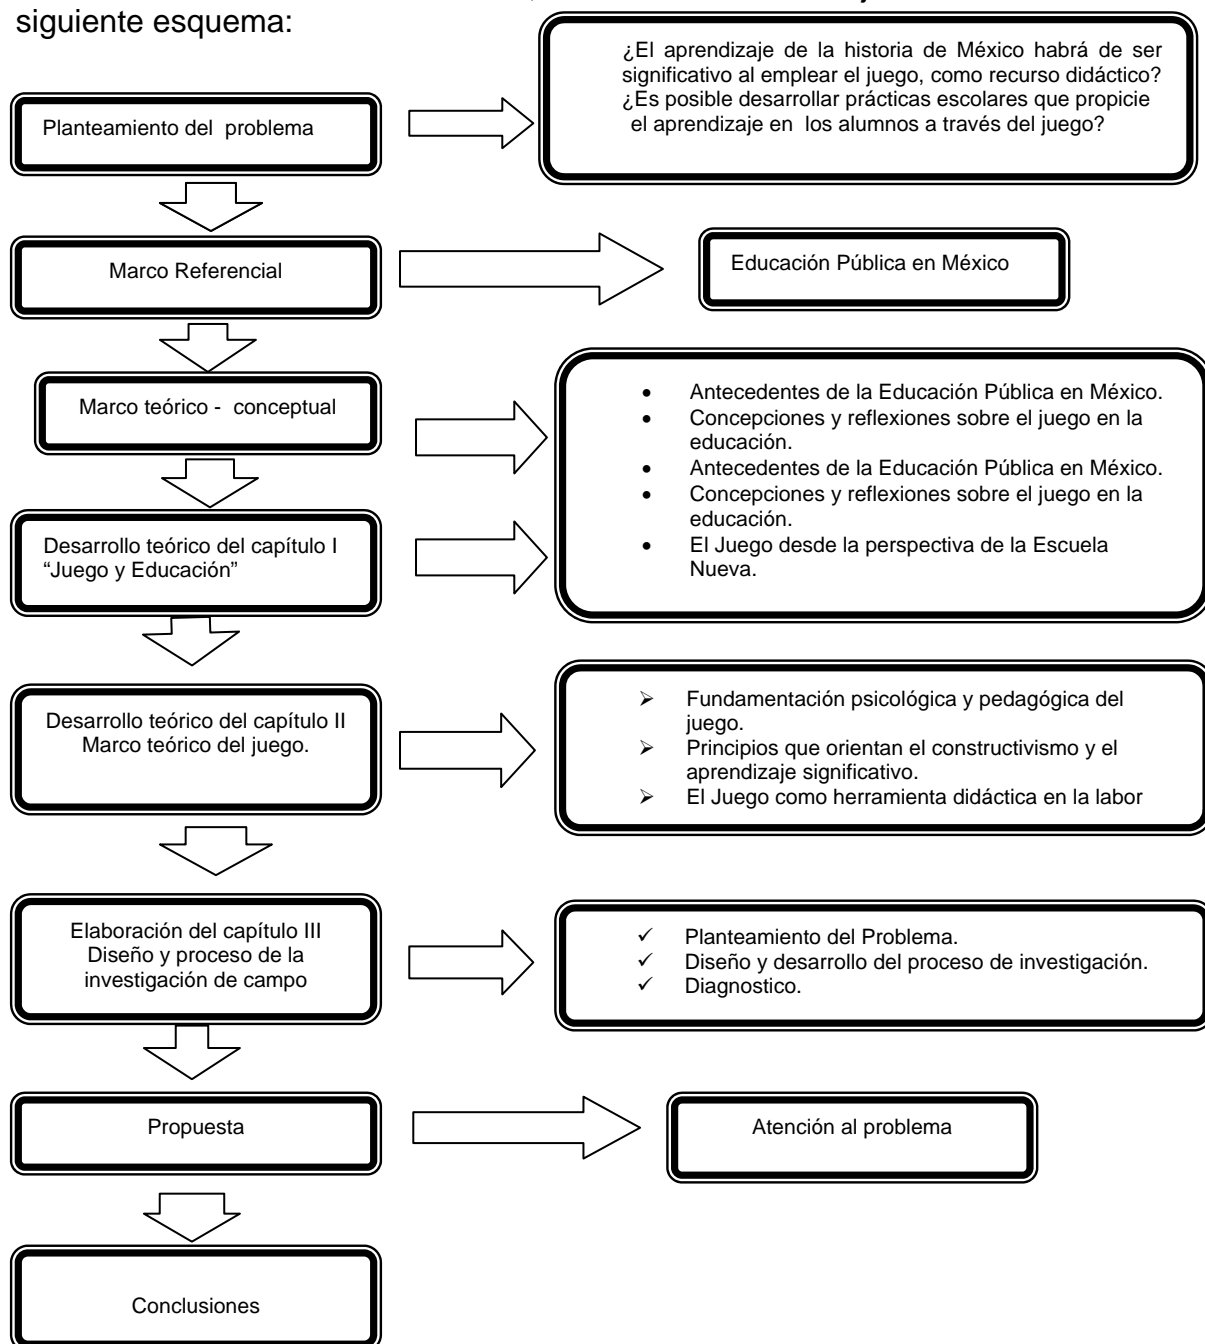 siguiente esquema:
¿El aprendizaje de la historia de México habrá de ser
significativo al emplear el juego, como recurso didáctico?
¿Es posible desarrollar prácticas escolares que propicie
el aprendizaje en los alumnos a través del juego?
Planteamiento del problema
Marco Referencial
Educación Pública en México
Marco teórico - conceptual
• Antecedentes de la Educación Pública en México.
• Concepciones y reflexiones sobre el juego en la
educación.
• Antecedentes de la Educación Pública en México.
• Concepciones y reflexiones sobre el juego en la
educación.
• El Juego desde la perspectiva de la Escuela
Nueva.
Desarrollo teórico del capítulo I
“Juego y Educación”
Desarrollo teórico del capítulo II
Marco teórico del juego.
➢ Fundamentación psicológica y pedagógica del
juego.
➢ Principios que orientan el constructivismo y el
aprendizaje significativo.
➢ El Juego como herramienta didáctica en la labor
Elaboración del capítulo III
Diseño y proceso de la
investigación de campo
✓ Planteamiento del Problema.
✓ Diseño y desarrollo del proceso de investigación.
✓ Diagnostico.
Propuesta
Atención al problema
Conclusiones